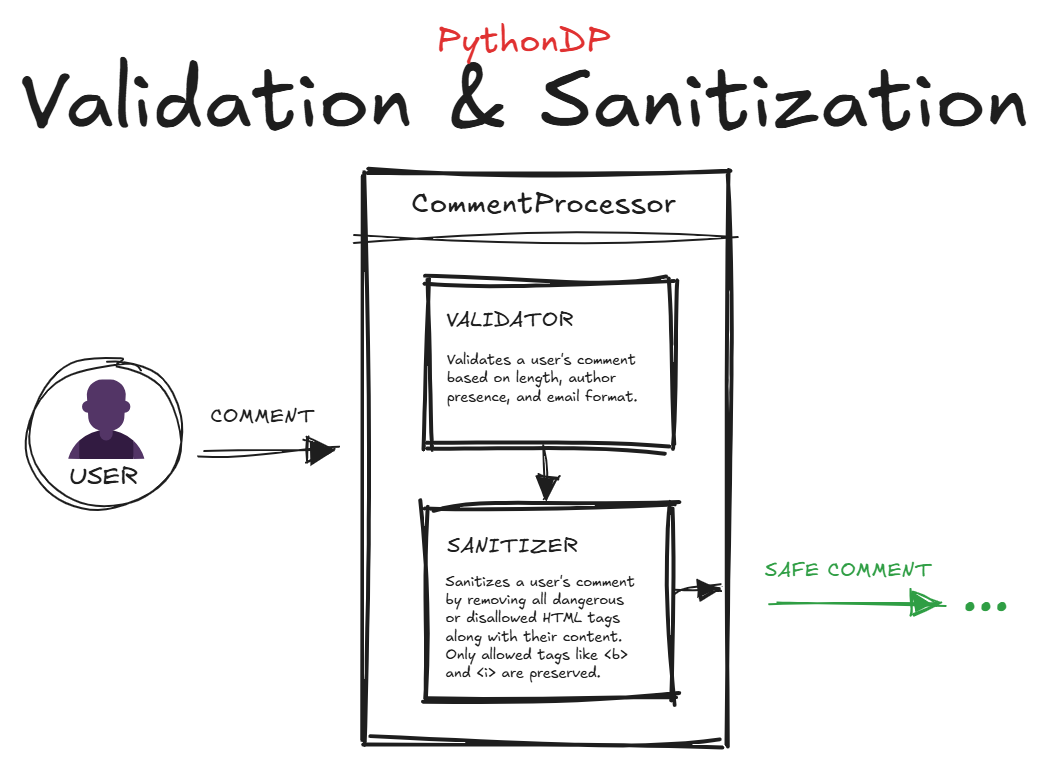 PythonDP
Validation & Sanitization
CommentProcessor
VALIDATOR
Validates a user's comment
based on length, author
presence, and email format.
COMMENT
USER
SANITIZER
Sanitizes a user's comment
by removing all dangerous
or disallowed HTML tags
along with their content.
Only allowed tags like <b>
and <i> are preserved.
SAFE COMMENT
...